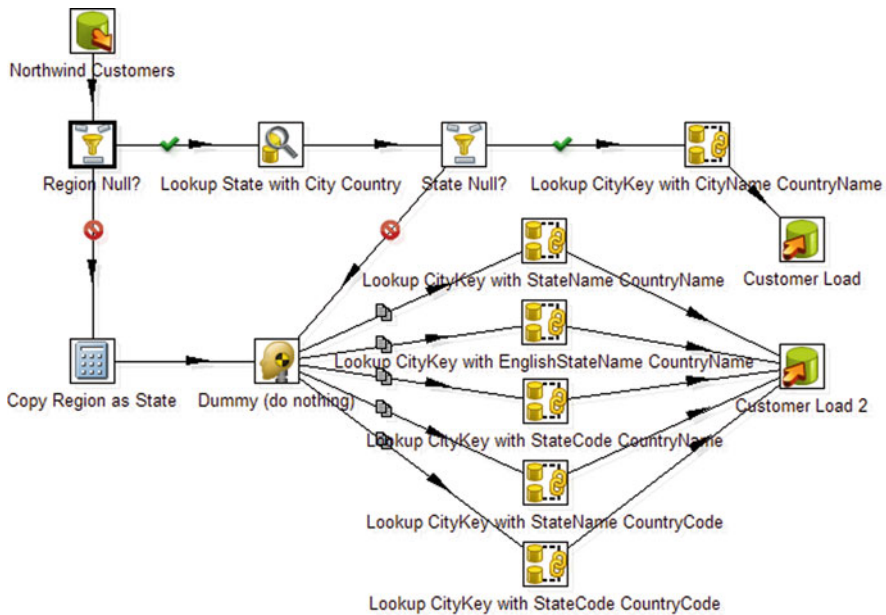 Northwind Customers
Region Null?
Lookup State with City Country
State Null?
Lookup CityKey with CityName CountryName
Lookup CityKey with StateName CountryName
Customer Load
Lookup CityKey with EnglishStateName CountryName
Copy Region as State
Dummy (do nothing)
Customer Load 2
Lookup CityKey with StateCode CountryName
Lookup CityKey with StateName CountryCode
Lookup CityKey with StateCode CountryCode